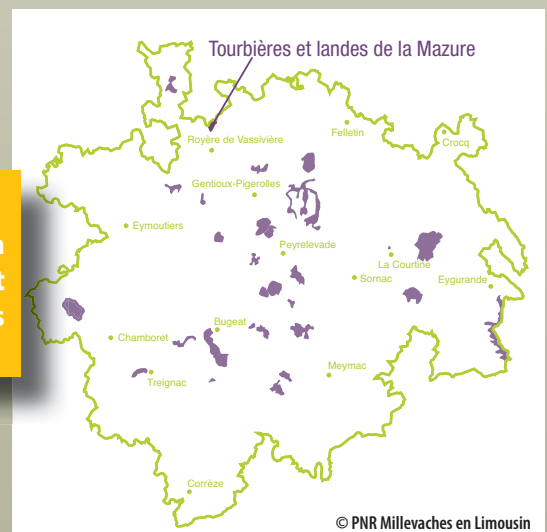 Tourbières et landes de la Mazure
Felletin
Crocq
Royère de Vassivière
Gentioux-Pigerolles
Eymoutiers
Peyrelevade
La Courtine
Sornac
Eygurande
Bugeat
Chamboret
Treignac
Meymac
Corrèze
© PNR Millevaches en Limousin